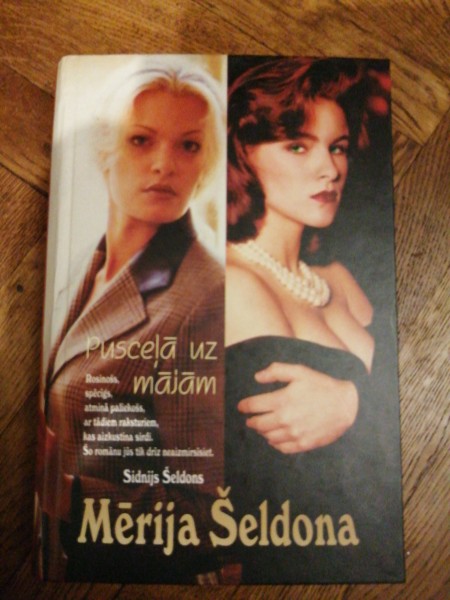 Pusceļā uz
mājām
Rosinošs,
spēcīgs,
atmiņā paliekošs,
ar tādiem raksturiem,
kas aizkustina sirdi.
Šo romānu jūs tik drīz neaizmirsīsiet.
Sidnijs Šeldons
Mērija Šeldona